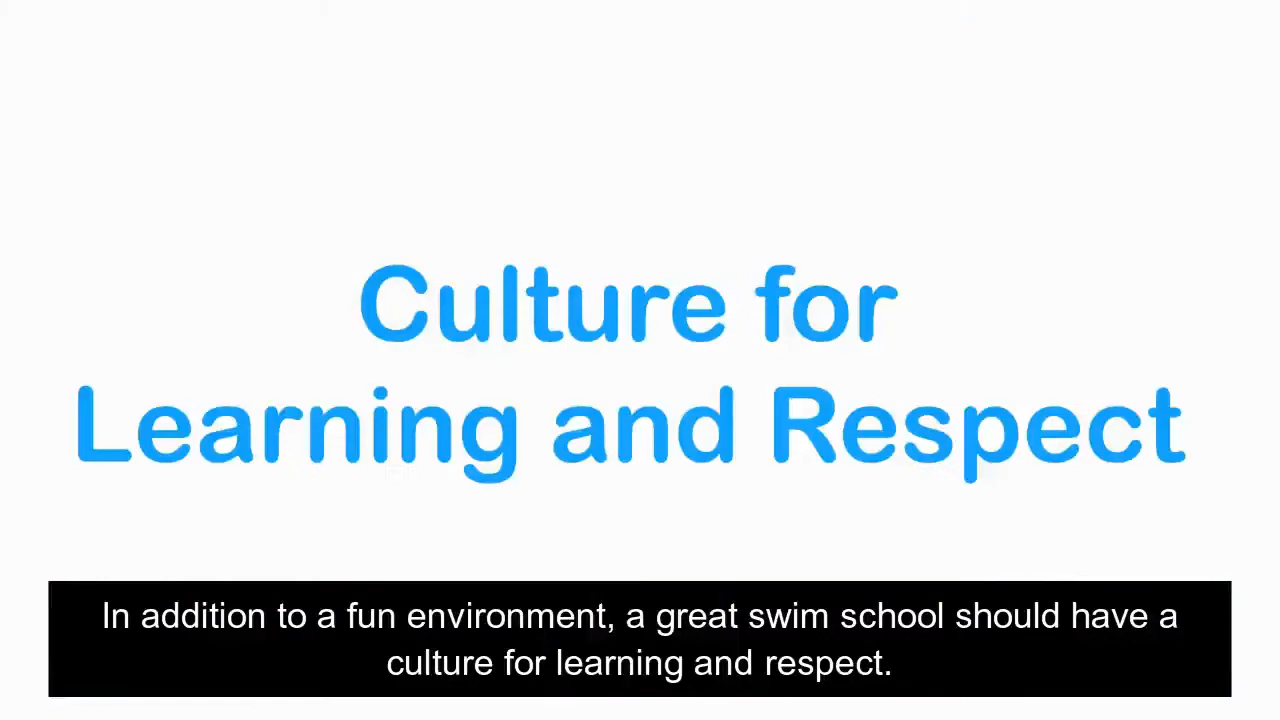 Culture for
Learning and Respect
In addition to a fun environment, a great swim school should have a
culture for learning and respect.